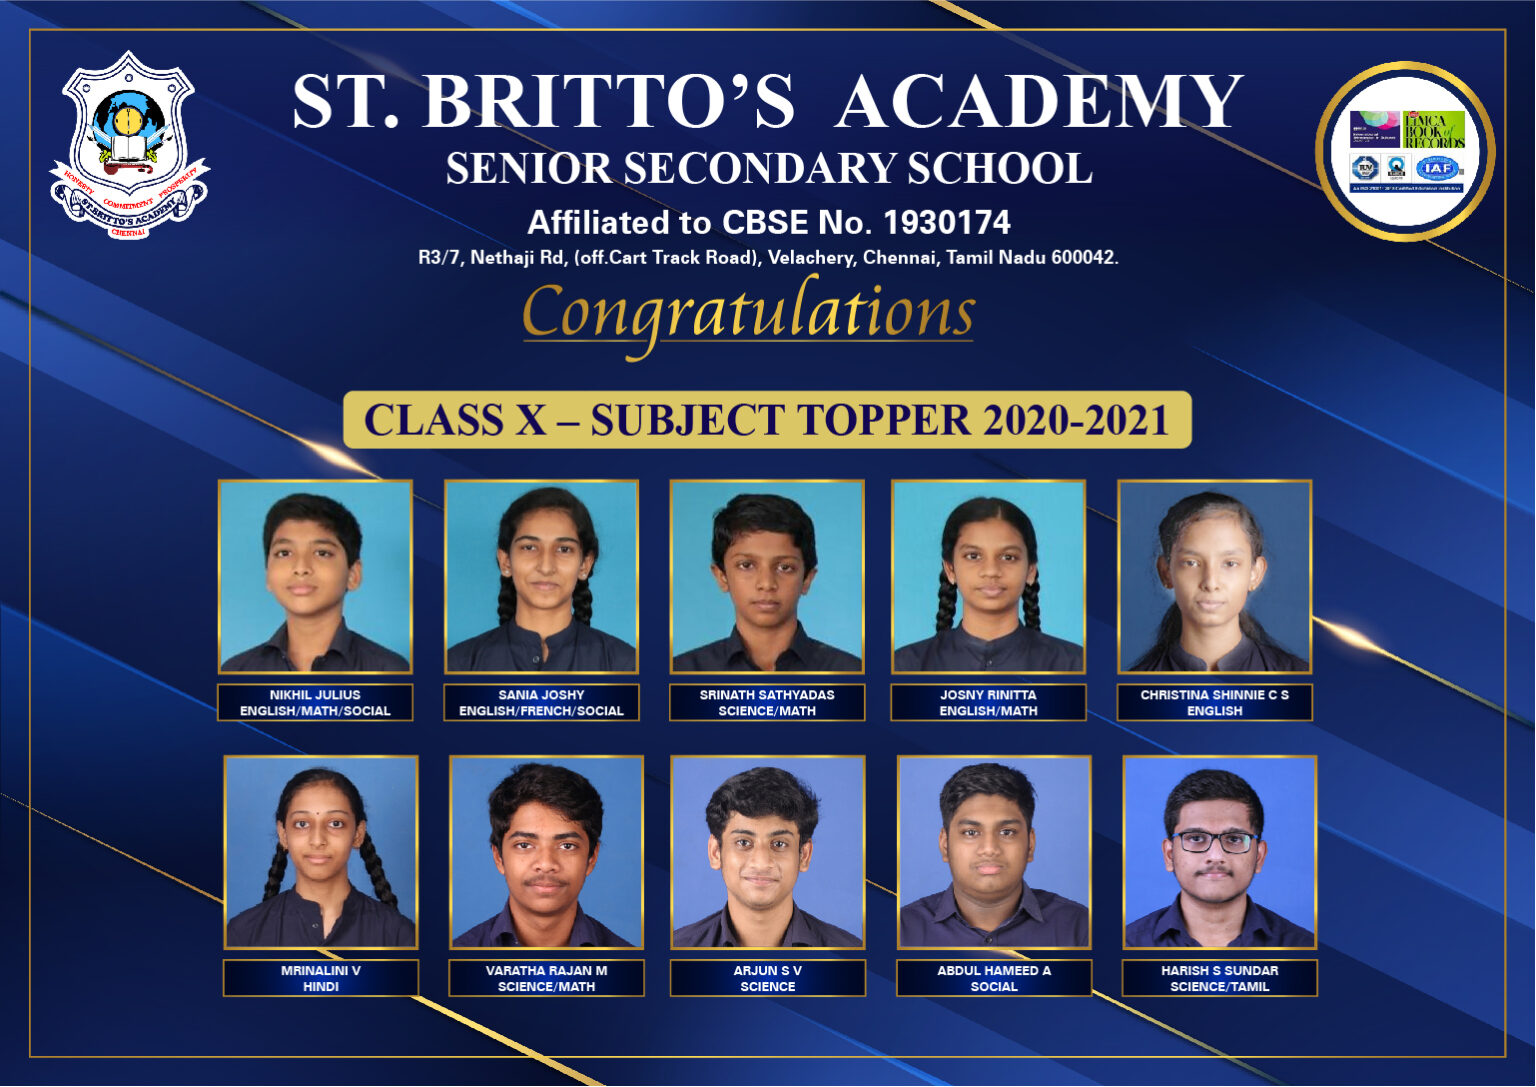 ST. BRITTO'S ACADEMY
SENIOR SECONDARY SCHOOL
Affiliated to CBSE No. 1930174
R3/7, Nethaji Rd, (off.Cart Track Road), Velachery, Chennai, Tamil Nadu 600042.
HONESTY COMMITMENT PROSPERITY
ST.BRITTO'S ACADEMY
CHENNAI
LIMCA
BOOK of
RECORDS
IAF
Congratulations
CLASS X – SUBJECT TOPPER 2020-2021
NIKHIL JULIUS
ENGLISH/MATH/SOCIAL
SANIA JOSHY
ENGLISH/FRENCH/SOCIAL
SRINATH SATHYADAS
SCIENCE/MATH
JOSNY RINITTA
ENGLISH/MATH
CHRISTINA SHINNIE C S
ENGLISH
MRINALINI V
HINDI
VARATHA RAJAN M
SCIENCE/MATH
ARJUN S V
SCIENCE
ABDUL HAMEED A
SOCIAL
HARISH S SUNDAR
SCIENCE/TAMIL